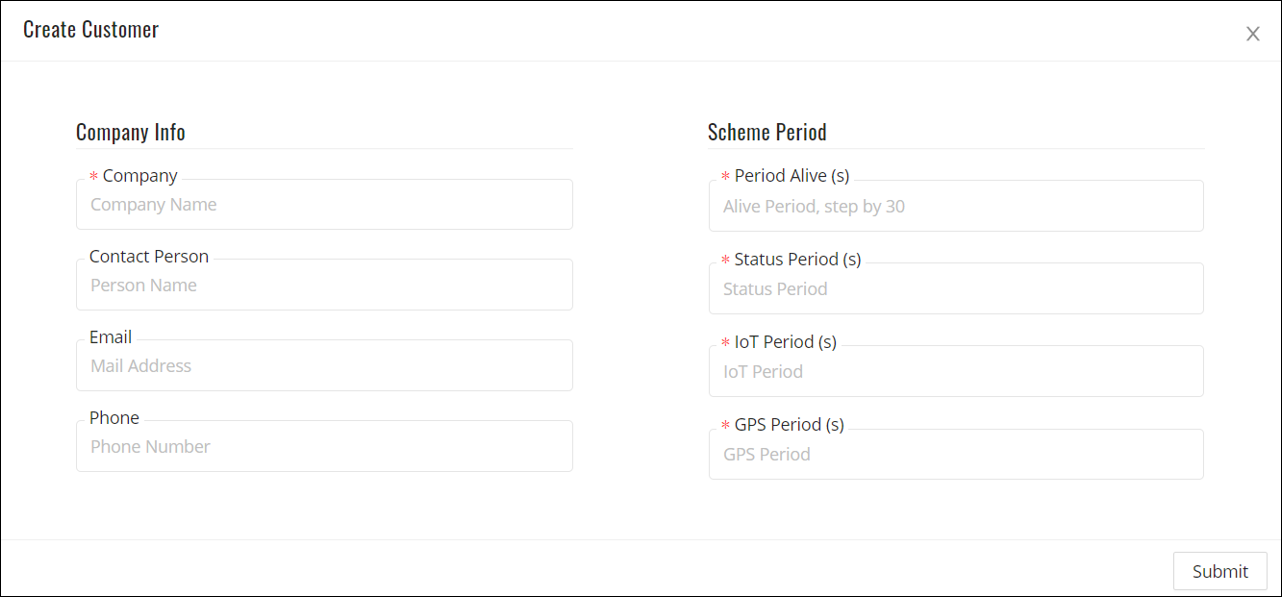 Create Customer
Company Info
* Company
Company Name
Contact Person
Person Name
Email
Mail Address
Phone
Phone Number
Scheme Period
* Period Alive (s)
Alive Period, step by 30
* Status Period (s)
Status Period
* IoT Period (s)
IoT Period
* GPS Period (s)
GPS Period
Submit